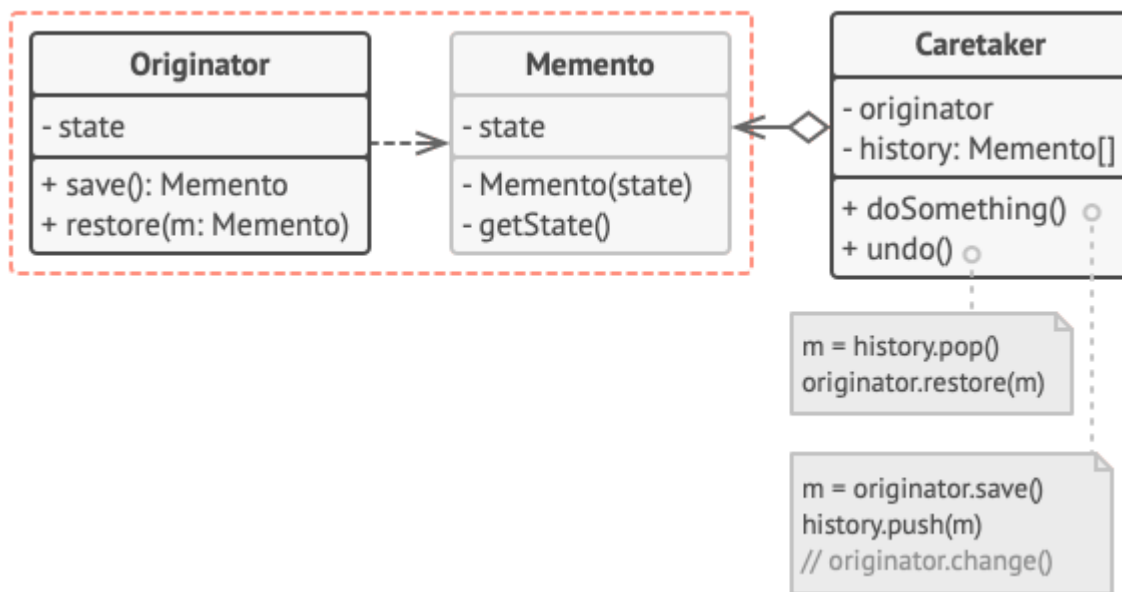 Originator
- state
+ save(): Memento
+ restore(m: Memento)
Memento
- state
- Memento(state)
- getState()
Caretaker
- originator
- history: Memento[]
+ doSomething()
+ undo()
m = history.pop()
originator.restore(m)
m = originator.save()
history.push(m)
// originator.change()